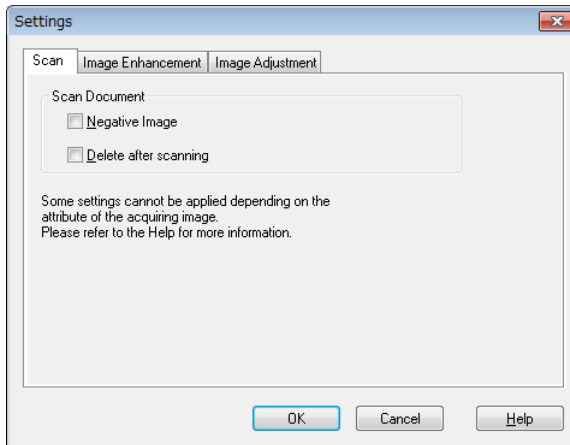 Settings
Scan
Image Enhancement
Image Adjustment
Scan Document
Negative Image
Delete after scanning
Some settings cannot be applied depending on the
attribute of the acquiring image.
Please refer to the Help for more information.
OK
Cancel
Help